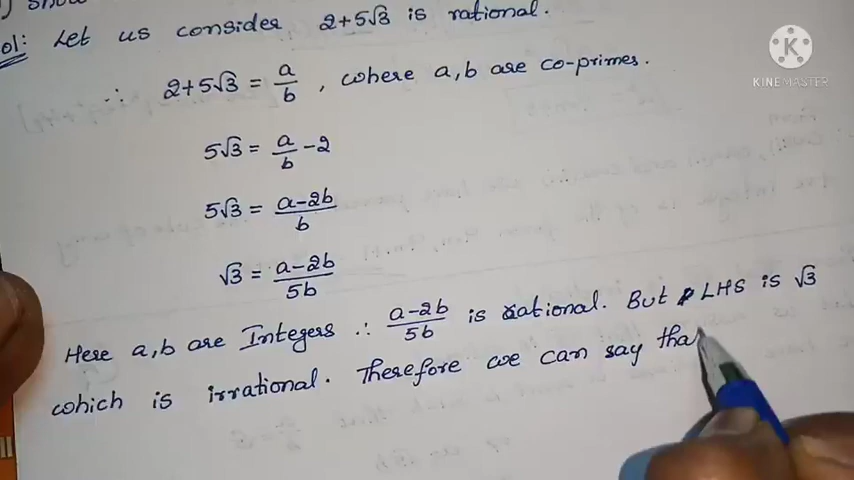 ol: Let us consider 2+5√3 is rational.
∴ 2+5√3 = a/b , where a,b are co-primes.
5√3 = a/b - 2
5√3 = a-2b/b
√3 = a-2b/5b
Here a,b are Integers ∴ a-2b/5b is rational. But LHS is √3
which is irrational. Therefore we can say tha
K
KINEMASTER